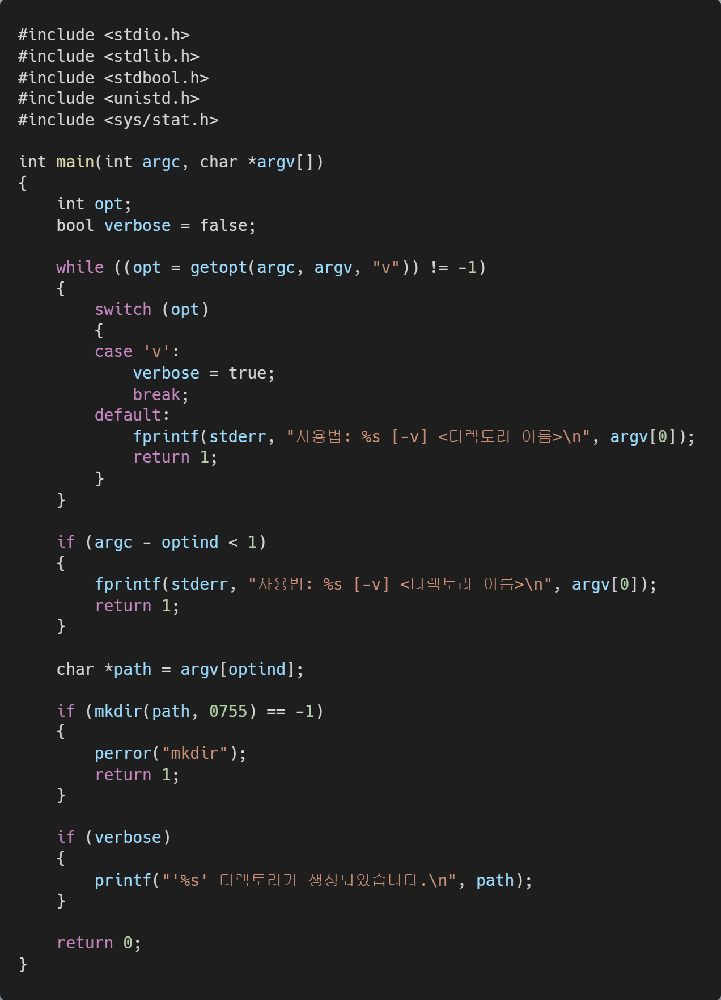 #include <stdio.h>
#include <stdlib.h>
#include <stdbool.h>
#include <unistd.h>
#include <sys/stat.h>

int main(int argc, char *argv[])
{
    int opt;
    bool verbose = false;

    while ((opt = getopt(argc, argv, "v")) != -1)
    {
        switch (opt)
        {
        case 'v':
            verbose = true;
            break;
        default:
            fprintf(stderr, "사용법: %s [-v] <디렉토리 이름>\n", argv[0]);
            return 1;
        }
    }

    if (argc - optind < 1)
    {
        fprintf(stderr, "사용법: %s [-v] <디렉토리 이름>\n", argv[0]);
        return 1;
    }

    char *path = argv[optind];

    if (mkdir(path, 0755) == -1)
    {
        perror("mkdir");
        return 1;
    }

    if (verbose)
    {
        printf("'%s' 디렉토리가 생성되었습니다.\n", path);
    }

    return 0;
}